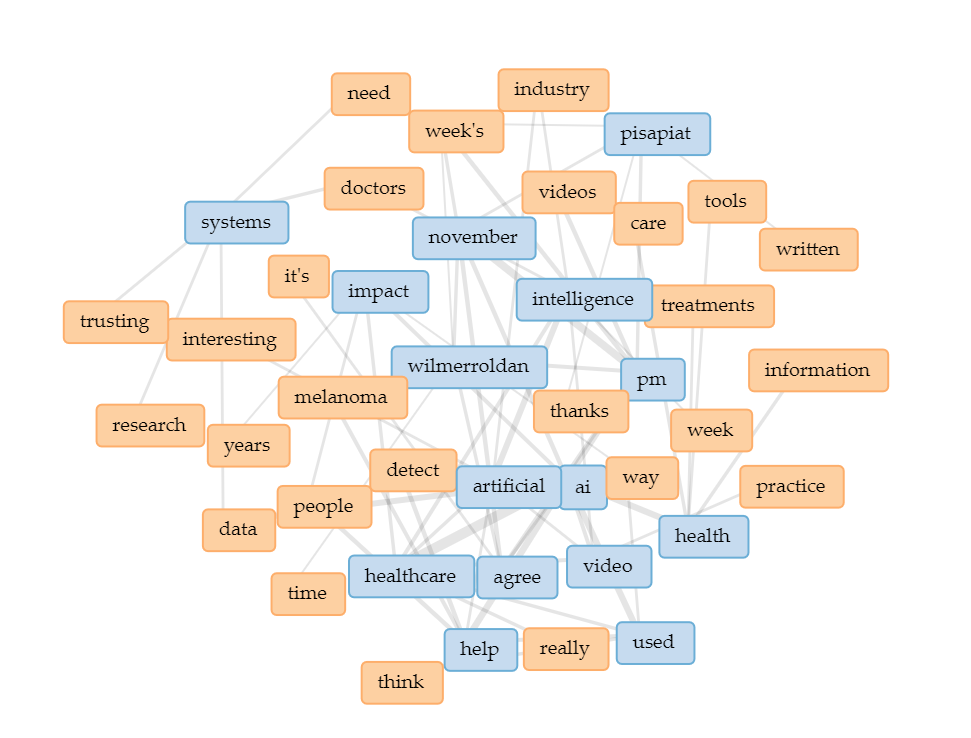 need
industry
week's
pisapiat
doctors
videos
tools
systems
care
november
written
it's
impact
intelligence
treatments
trusting
interesting
wilmerroldan
information
pm
melanoma
thanks
research
week
years
detect
way
artificial
ai
practice
people
data
health
video
healthcare
agree
time
used
help
really
think